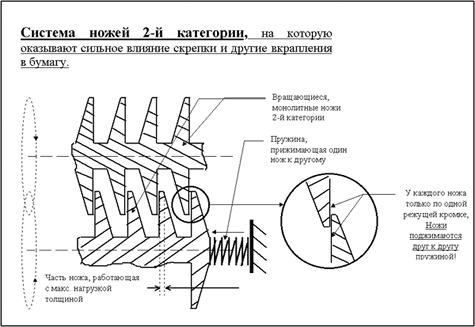 Система ножей 2-й категории, на которую
оказывают сильное влияние скрепки и другие вкрапления
в бумагу.
Вращающиеся,
монолитные ножи
2-й категории
Пружина,
прижимающая один
нож к другому
У каждого ножа
только по одной
режущей кромке,
Ножи
поджимаются
друг к другу
пружиной!
Часть ножа, работающая
с макс. нагрузкой
толщиной